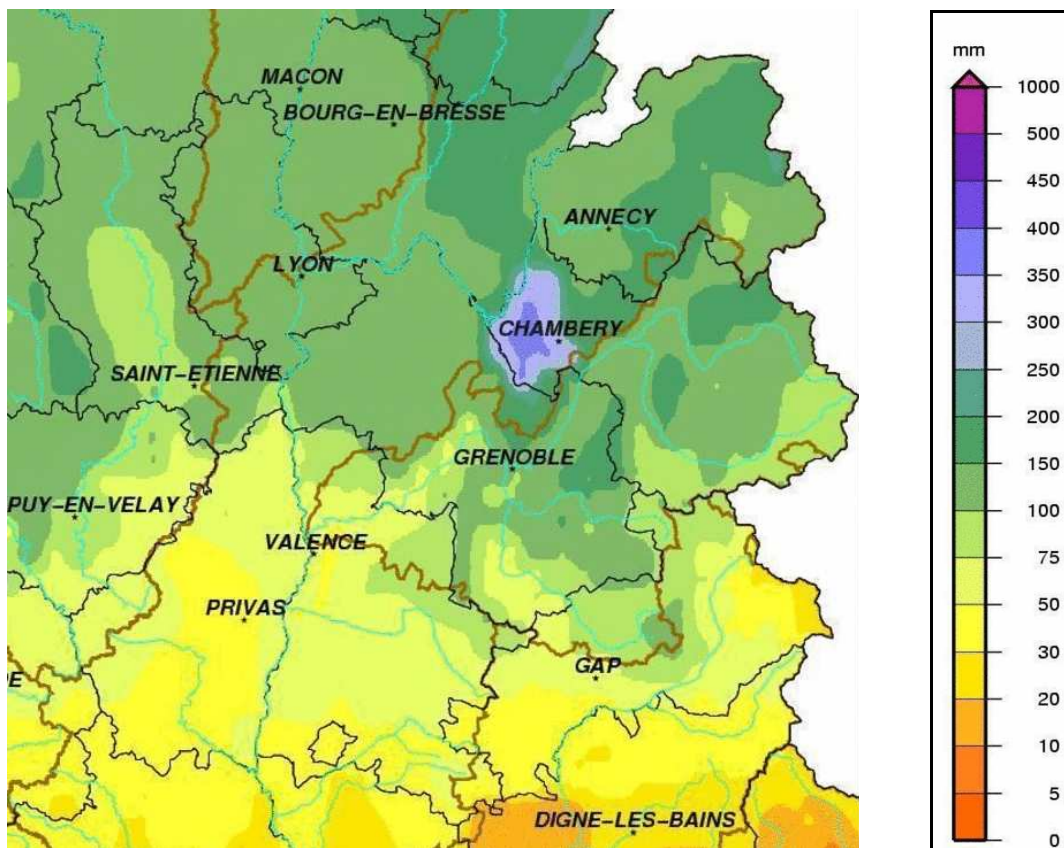 MACON
BOURG-EN-BRESSE
ANNECY
LYON
CHAMBERY
SAINT-ETIENNE
GRENOBLE
PUY-EN-VELAY
VALENCE
PRIVAS
GAP
DIGNE-LES-BAINS
mm
1000
500
450
400
350
300
250
200
150
100
75
50
30
20
10
5
0